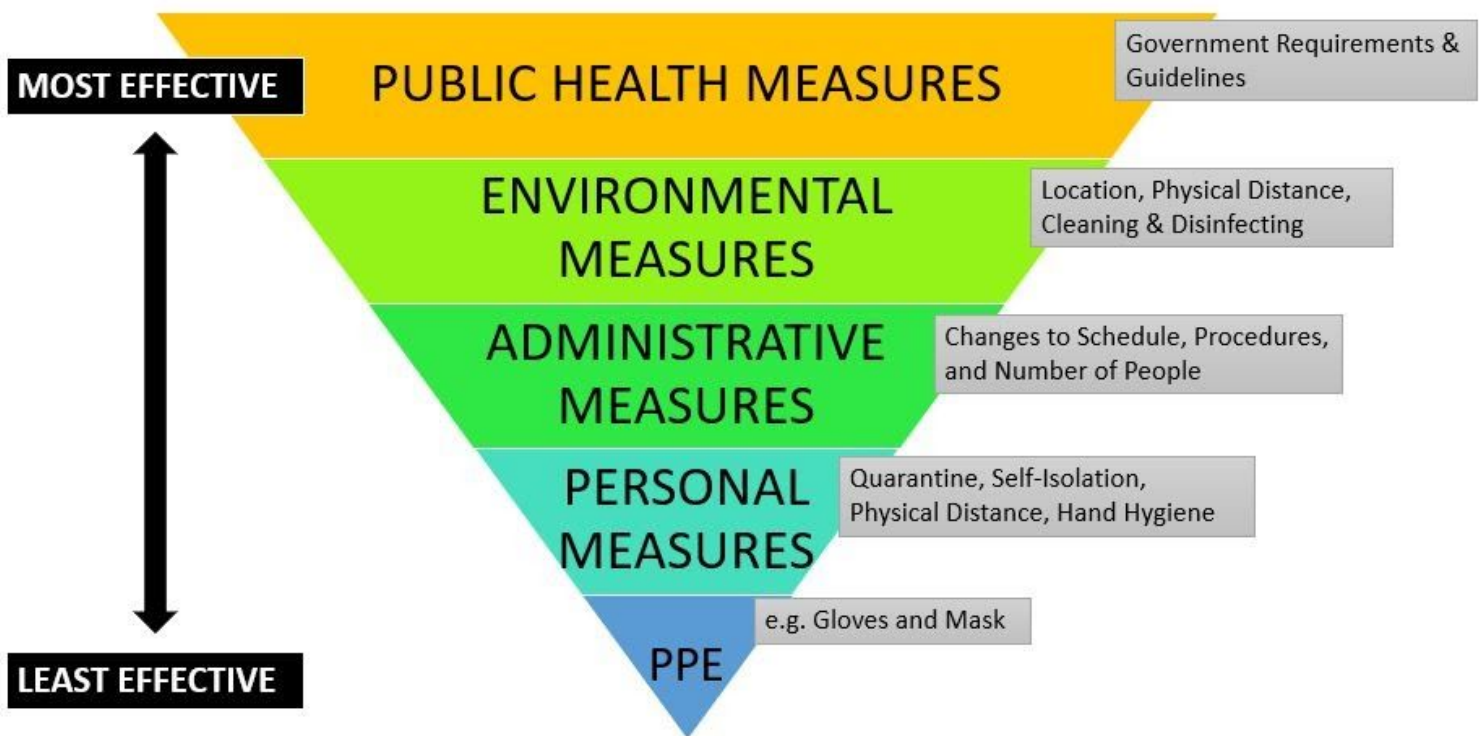 MOST EFFECTIVE
PUBLIC HEALTH MEASURES
Government Requirements &
Guidelines
ENVIRONMENTAL
MEASURES
Location, Physical Distance,
Cleaning & Disinfecting
ADMINISTRATIVE
MEASURES
Changes to Schedule, Procedures,
and Number of People
PERSONAL
MEASURES
Quarantine, Self-Isolation,
Physical Distance, Hand Hygiene
PPE
e.g. Gloves and Mask
LEAST EFFECTIVE